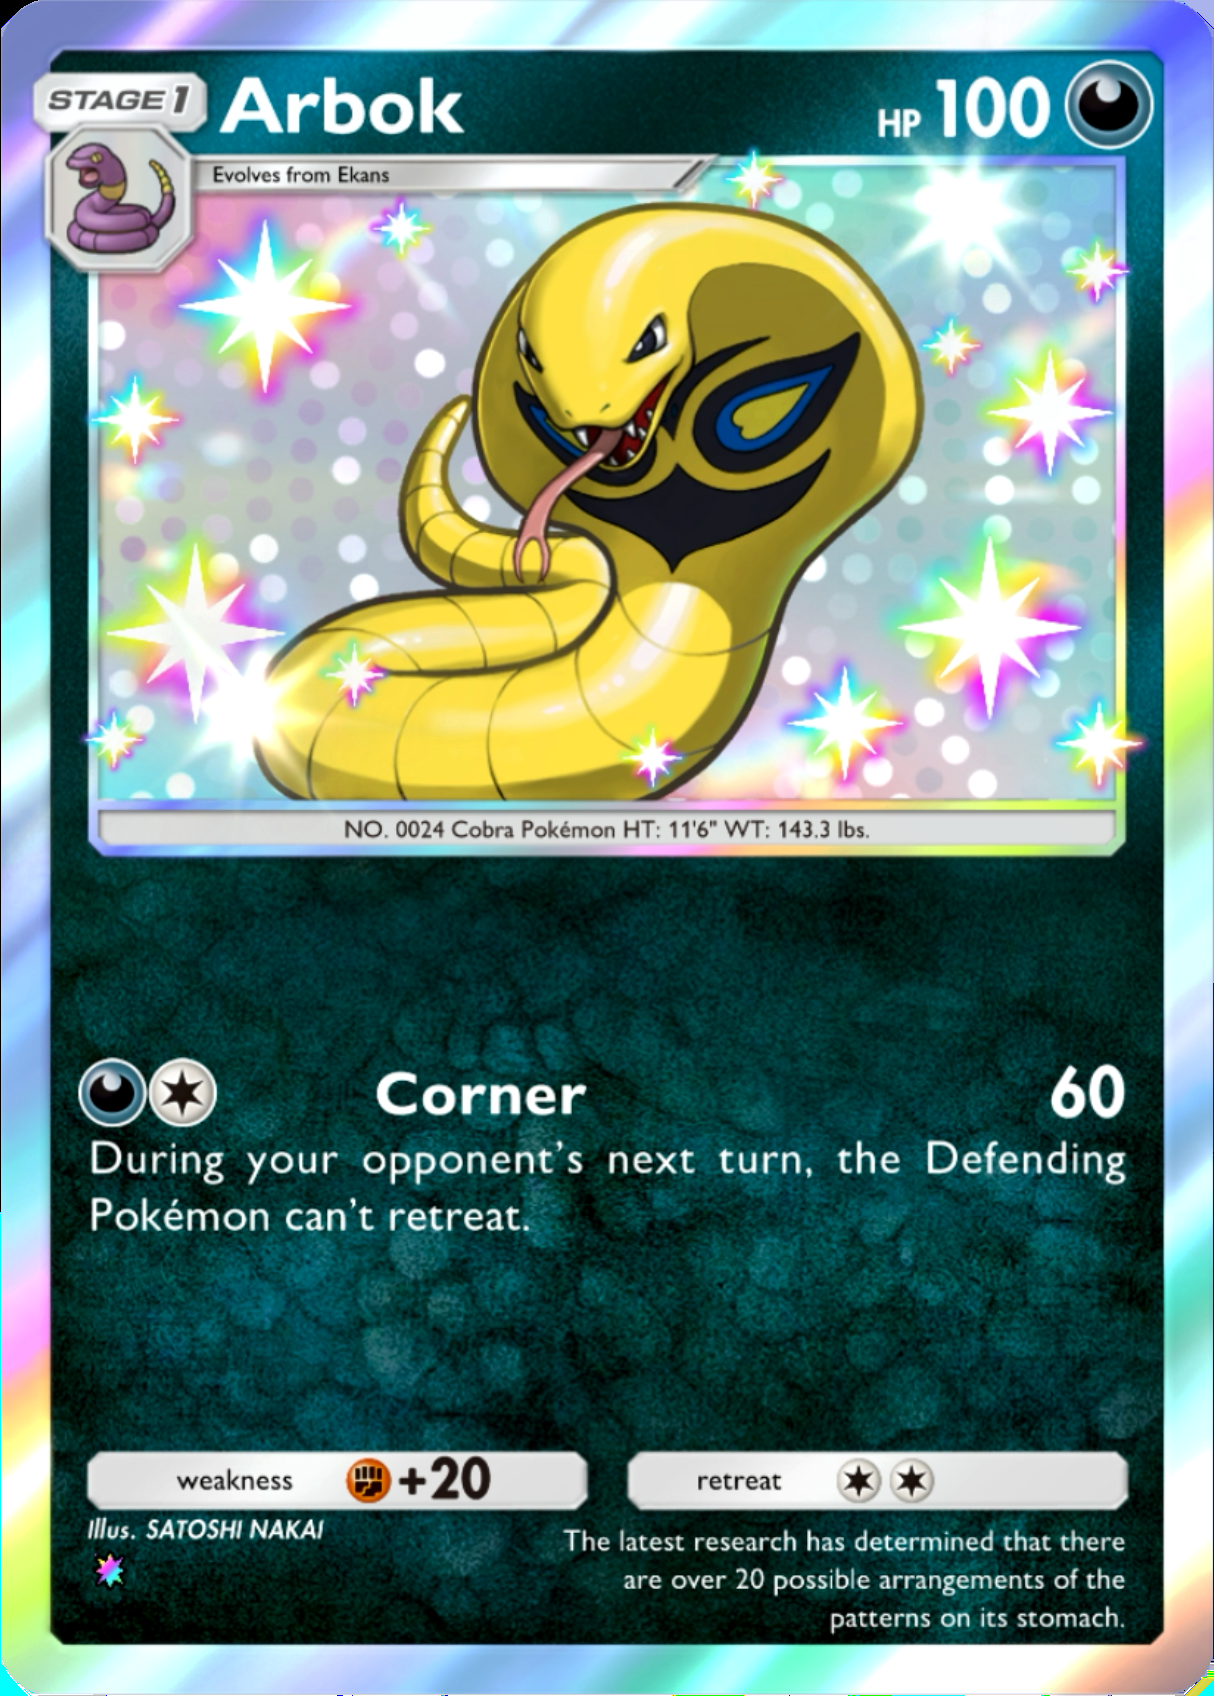 STAGE 1
Arbok
HP 100
Evolves from Ekans
NO. 0024 Cobra Pokémon HT: 11'6" WT: 143.3 lbs.
Corner 60
During your opponent's next turn, the Defending
Pokémon can't retreat.
weakness +20
retreat
Illus. SATOSHI NAKAI
The latest research has determined that there
are over 20 possible arrangements of the
patterns on its stomach.